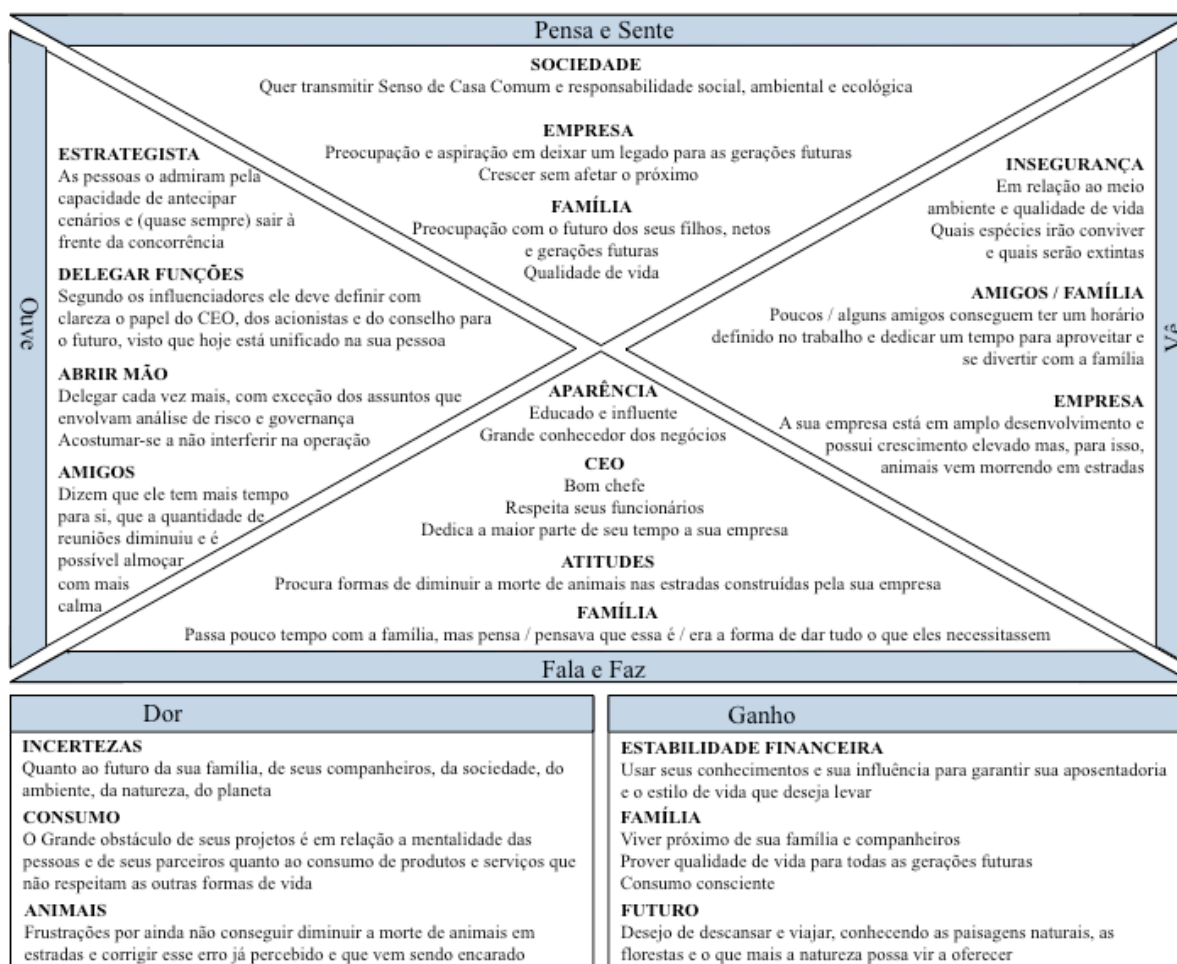 Pensa e Sente
SOCIEDADE
Quer transmitir Senso de Casa Comum e responsabilidade social, ambiental e ecológica
EMPRESA
Preocupação e aspiração em deixar um legado para as gerações futuras
Crescer sem afetar o próximo
FAMÍLIA
Preocupação com o futuro dos seus filhos, netos
e gerações futuras
Qualidade de vida
Ouve
ESTRATEGISTA
As pessoas o admiram pela
capacidade de antecipar
cenários e (quase sempre) sair à
frente da concorrência
DELEGAR FUNÇÕES
Segundo os influenciadores ele deve definir com
clareza o papel do CEO, dos acionistas e do conselho para
o futuro, visto que hoje está unificado na sua pessoa
ABRIR MÃO
Delegar cada vez mais, com exceção dos assuntos que
envolvam análise de risco e governança
Acostumar-se a não interferir na operação
AMIGOS
Dizem que ele tem mais tempo
para si, que a quantidade de
reuniões diminuiu e é
possível almoçar
com mais
calma
INSEGURANÇA
Em relação ao meio
ambiente e qualidade de vida
Quais espécies irão conviver
e quais serão extintas
AMIGOS / FAMÍLIA
Poucos / alguns amigos conseguem ter um horário
definido no trabalho e dedicar um tempo para aproveitar e
se divertir com a família
EMPRESA
A sua empresa está em amplo desenvolvimento e
possui crescimento elevado mas, para isso,
animais vem morrendo em estradas
Vê
APARÊNCIA
Educado e influente
Grande conhecedor dos negócios
CEO
Bom chefe
Respeita seus funcionários
Dedica a maior parte de seu tempo a sua empresa
ATITUDES
Procura formas de diminuir a morte de animais nas estradas construídas pela sua empresa
FAMÍLIA
Passa pouco tempo com a família, mas pensa / pensava que essa é / era a forma de dar tudo o que eles necessitassem
Fala e Faz
Dor
INCERTEZAS
Quanto ao futuro da sua família, de seus companheiros, da sociedade, do
ambiente, da natureza, do planeta
CONSUMO
O Grande obstáculo de seus projetos é em relação a mentalidade das
pessoas e de seus parceiros quanto ao consumo de produtos e serviços que
não respeitam as outras formas de vida
ANIMAIS
Frustrações por ainda não conseguir diminuir a morte de animais em
estradas e corrigir esse erro já percebido e que vem sendo encarado
Ganho
ESTABILIDADE FINANCEIRA
Usar seus conhecimentos e sua influência para garantir sua aposentadoria
e o estilo de vida que deseja levar
FAMÍLIA
Viver próximo de sua família e companheiros
Prover qualidade de vida para todas as gerações futuras
Consumo consciente
FUTURO
Desejo de descansar e viajar, conhecendo as paisagens naturais, as
florestas e o que mais a natureza possa vir a oferecer